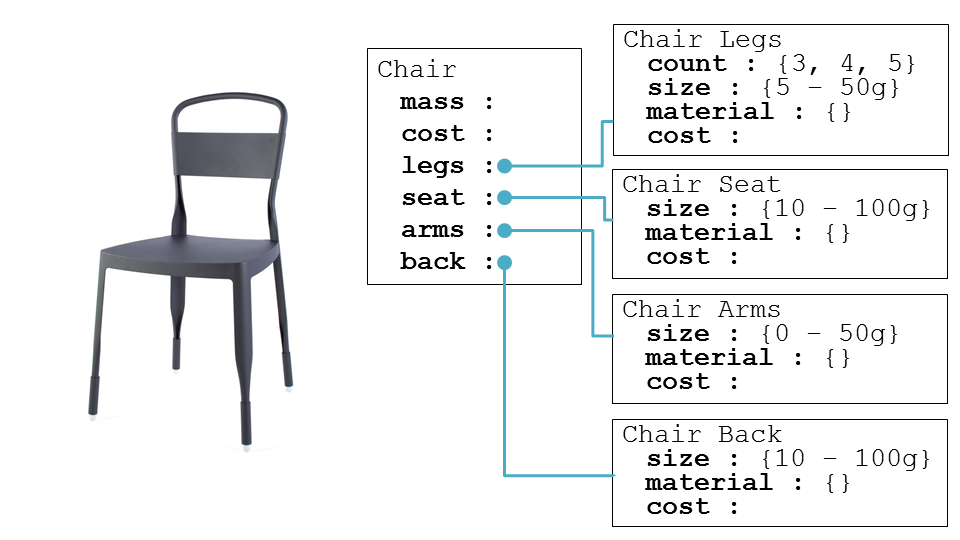 Chair
mass :
cost :
legs :
seat :
arms :
back :
Chair Legs
count : {3, 4, 5}
size : {5 – 50g}
material : {}
cost :
Chair Seat
size : {10 – 100g}
material : {}
cost :
Chair Arms
size : {0 – 50g}
material : {}
cost :
Chair Back
size : {10 – 100g}
material : {}
cost :